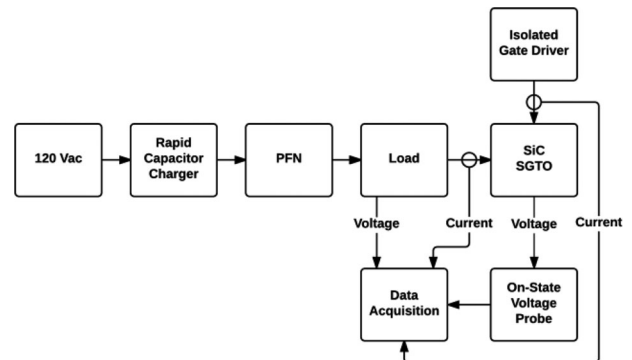 Isolated
Gate Driver
120 Vac
Rapid
Capacitor
Charger
PFN
Load
SiC
SGTO
Voltage
Current
Voltage
Current
Data
Acquisition
On-State
Voltage
Probe